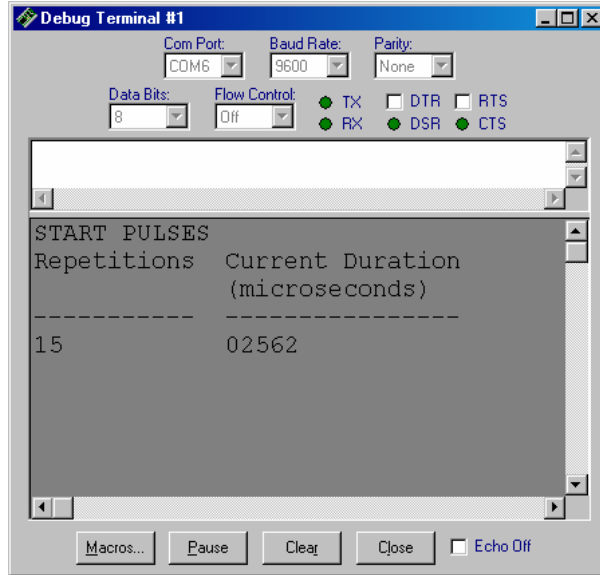 Debug Terminal #1
Com Port: Baud Rate: Parity:
COM6 9600 None
Data Bits: Flow Control: TX DTR RTS
8 Off RX DSR CTS
START PULSES
Repetitions Current Duration
(microseconds)
----------- ----------------
15 02562
Macros... Pause Clear Close Echo Off